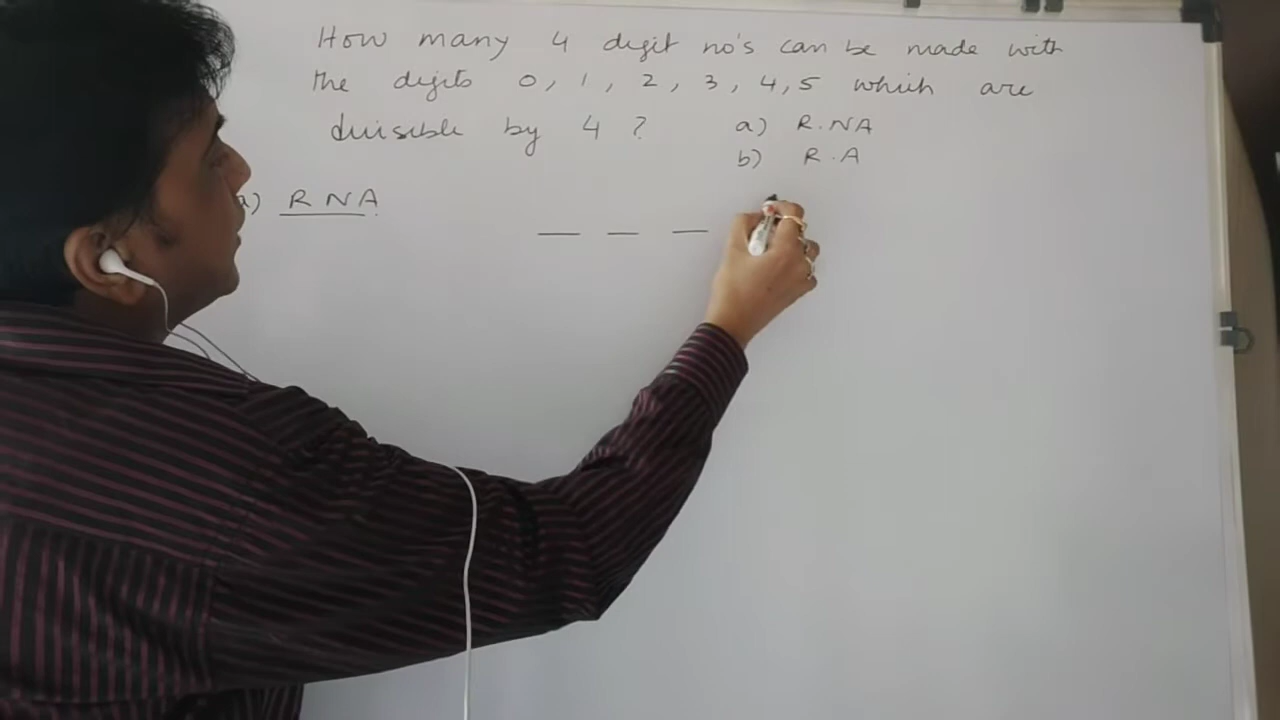 How many 4 digit no's can be made with
the digits 0, 1, 2, 3, 4, 5 which are
divisible by 4 ? a) R.NA
b) R.A
a) R N A